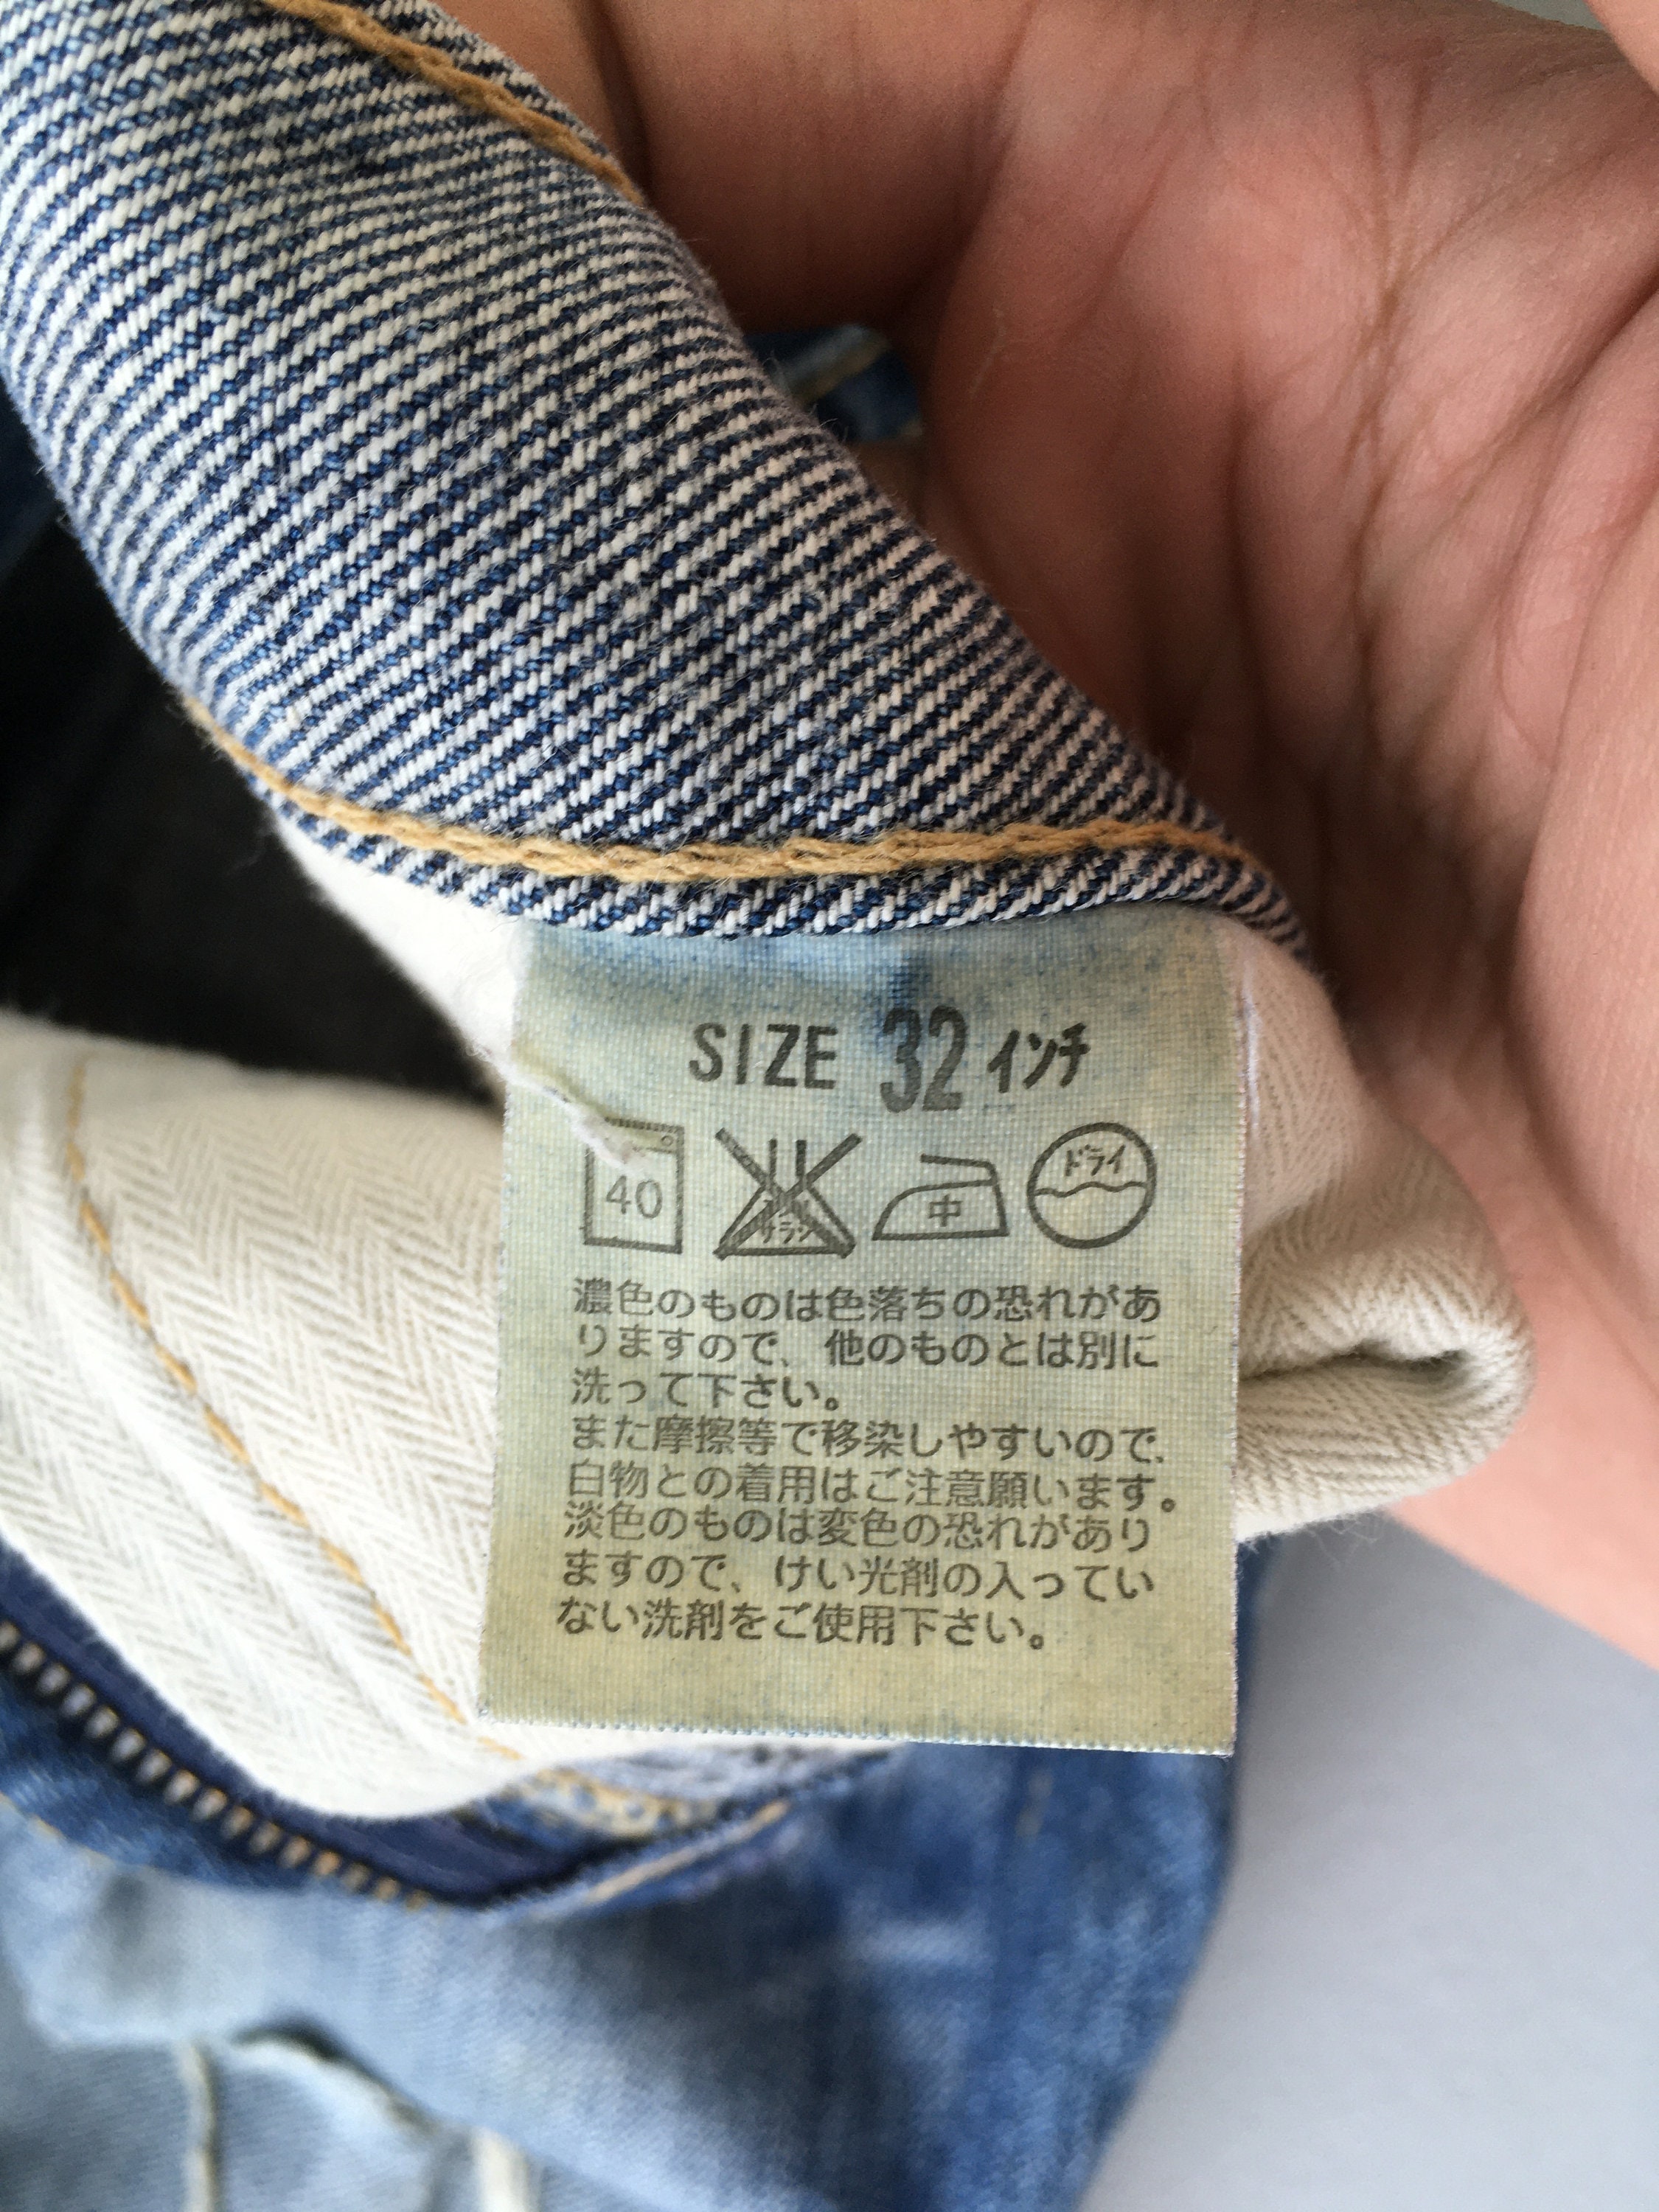 SIZE 32 インチ
40 サラシ 中 ドライ
濃色のものは色落ちの恐れがあ
りますので、他のものとは別に
洗って下さい。
また摩擦等で移染しやすいので、
白物との着用はご注意願います。
淡色のものは変色の恐れがあり
ますので、けい光剤の入ってい
ない洗剤をご使用下さい。